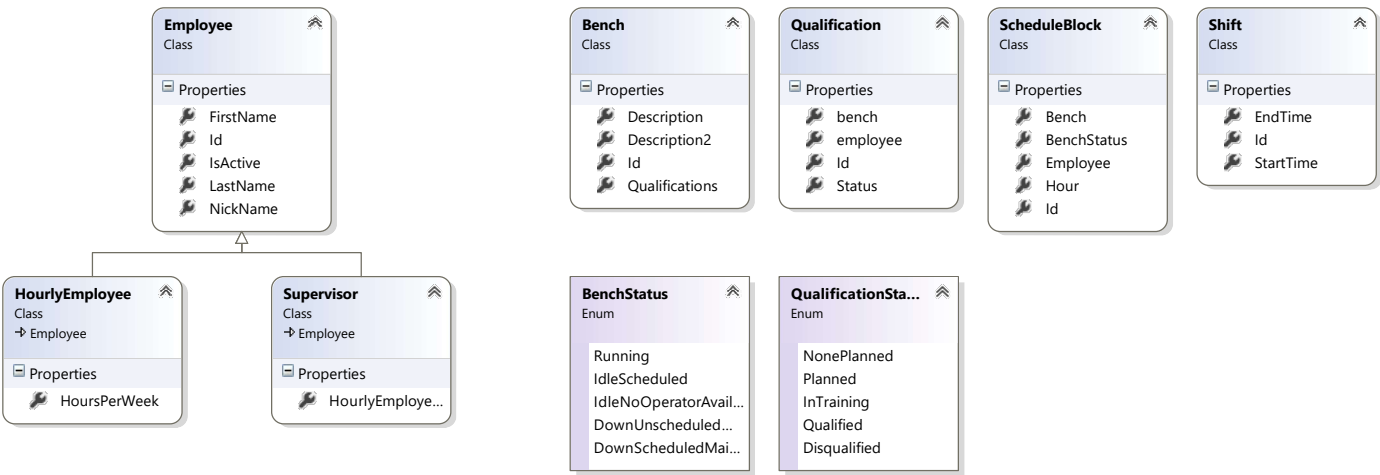 Employee
Class
Properties
FirstName
Id
IsActive
LastName
NickName
HourlyEmployee
Class
Employee
Properties
HoursPerWeek
Supervisor
Class
Employee
Properties
HourlyEmploye...
Bench
Class
Properties
Description
Description2
Id
Qualifications
Qualification
Class
Properties
bench
employee
Id
Status
ScheduleBlock
Class
Properties
Bench
BenchStatus
Employee
Hour
Id
Shift
Class
Properties
EndTime
Id
StartTime
BenchStatus
Enum
Running
IdleScheduled
IdleNoOperatorAvail...
DownUnscheduled...
DownScheduledMai...
QualificationSta...
Enum
NonePlanned
Planned
InTraining
Qualified
Disqualified